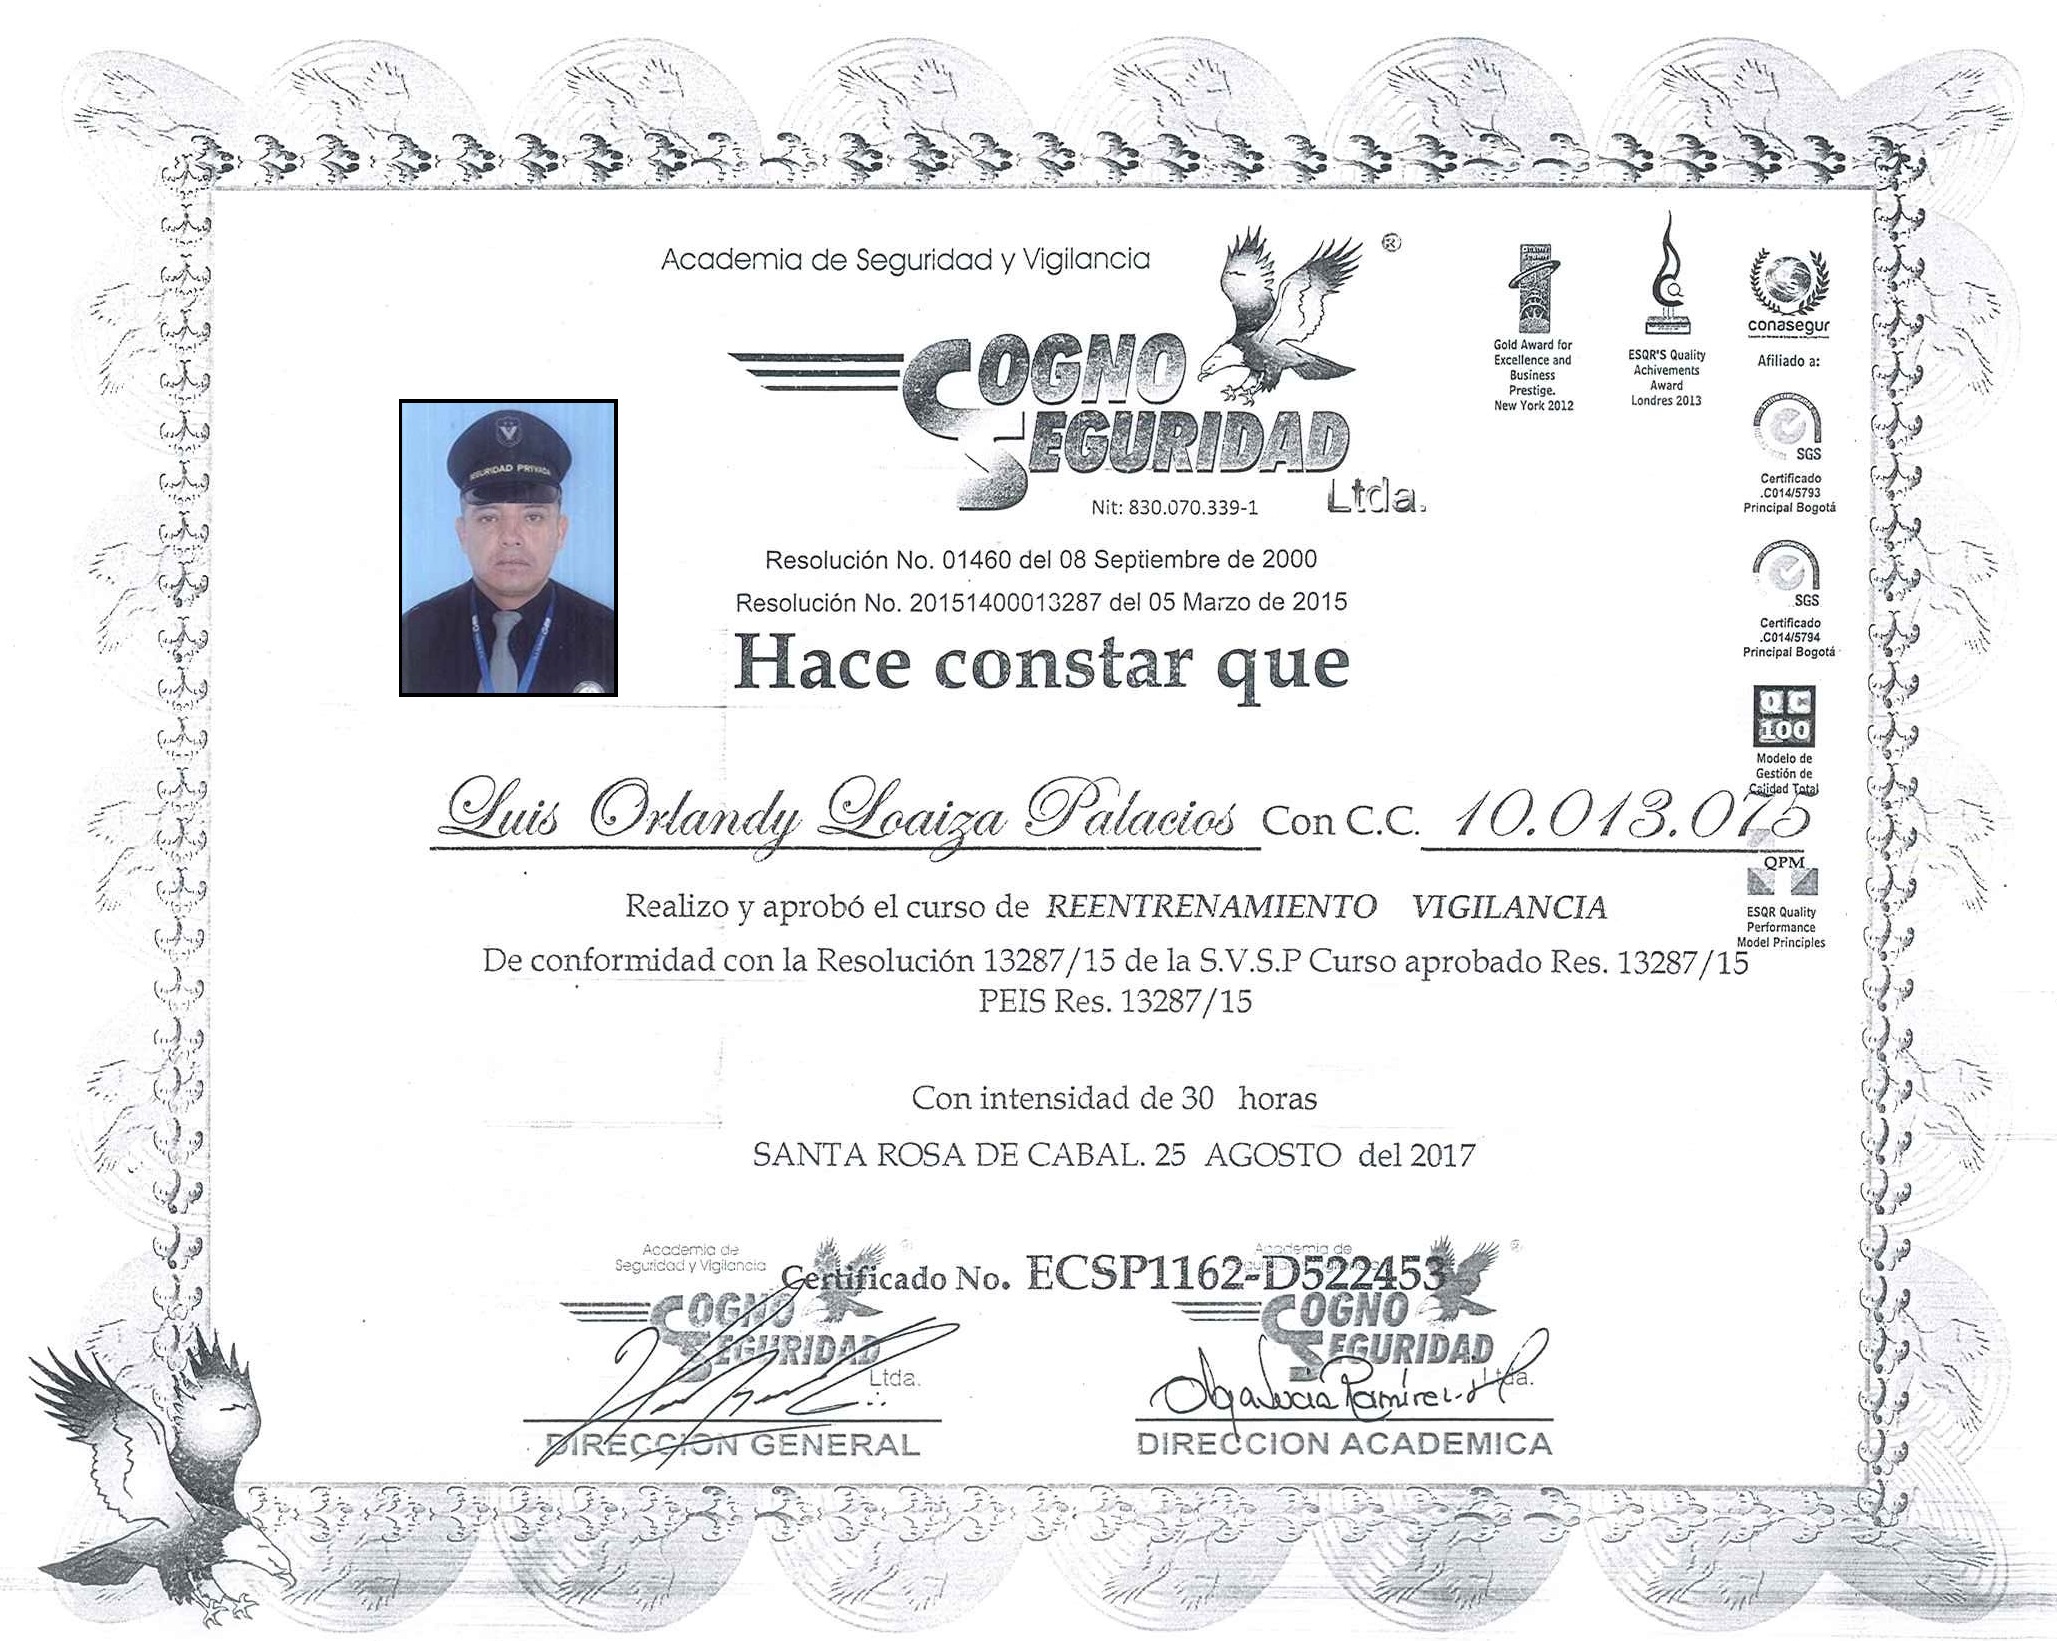 Academia de Seguridad y Vigilancia
®
COGNO
SEGURIDAD
Ltda.
Nit: 830.070.339-1
Gold Award for
Excellence and
Business
Prestige.
New York 2012
ESQR'S Quality
Achivements
Award
Londres 2013
conasegur
Afiliado a:
SGS
Certificado
.C014/5793
Principal Bogotá
SGS
Certificado
.C014/5794
Principal Bogotá
QC
100
Modelo de
Gestión de
Calidad Total
QPM
ESQR Quality
Performance
Model Principles
SEGURIDAD PRIVADA
Resolución No. 01460 del 08 Septiembre de 2000
Resolución No. 20151400013287 del 05 Marzo de 2015
Hace constar que
Luis Orlandy Loaiza Palacios Con C.C. 10.013.075
Realizo y aprobó el curso de REENTRENAMIENTO VIGILANCIA
De conformidad con la Resolución 13287/15 de la S.V.S.P Curso aprobado Res. 13287/15
PEIS Res. 13287/15
Con intensidad de 30 horas
SANTA ROSA DE CABAL. 25 AGOSTO del 2017
Certificado No. ECSP1162-D522453
Academia de
Seguridad y Vigilancia
COGNO
SEGURIDAD
Ltda.
DIRECCION GENERAL
Academia de
COGNO
SEGURIDAD
Ltda.
Olga Lucia Ramirez
DIRECCION ACADEMICA